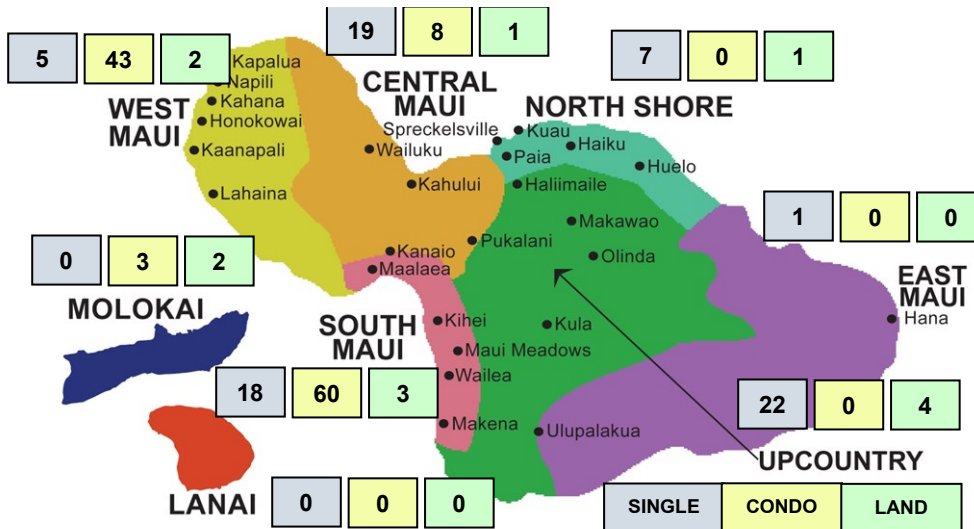 5 43 2
19 8 1
7 0 1
Kapalua
Napili
Kahana
Honokowai
Kaanapali
Lahaina
WEST
MAUI
CENTRAL
MAUI
Wailuku
Kahului
Kanaio
NORTH SHORE
Spreckelsville
Kuau
Paia
Haiku
Huelo
Haliimaile
Makawao
Pukalani
Olinda
Kula
Ulupalakua
1 0 0
EAST
MAUI
Hana
0 3 2
MOLOKAI
Maalaea
SOUTH
MAUI
Kihei
Maui Meadows
Wailea
Makena
18 60 3
22 0 4
UPCOUNTRY
LANAI
0 0 0
SINGLE CONDO LAND